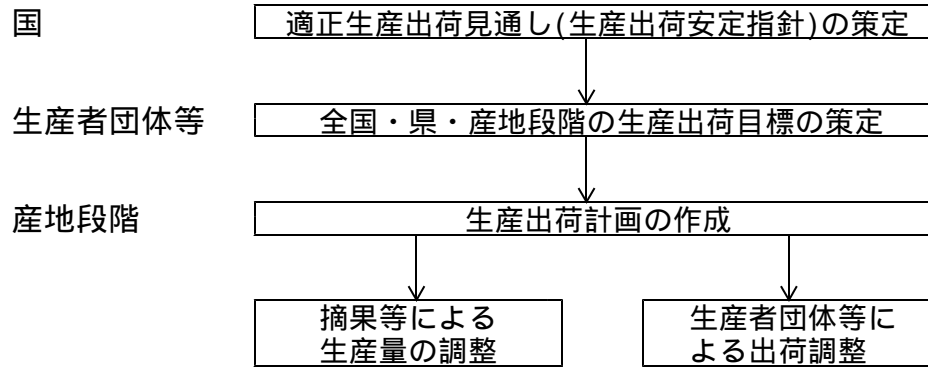 国
適正生産出荷見通し(生産出荷安定指針)の策定
生産者団体等
全国・県・産地段階の生産出荷目標の策定
産地段階
生産出荷計画の作成
摘果等による
生産量の調整
生産者団体等に
よる出荷調整